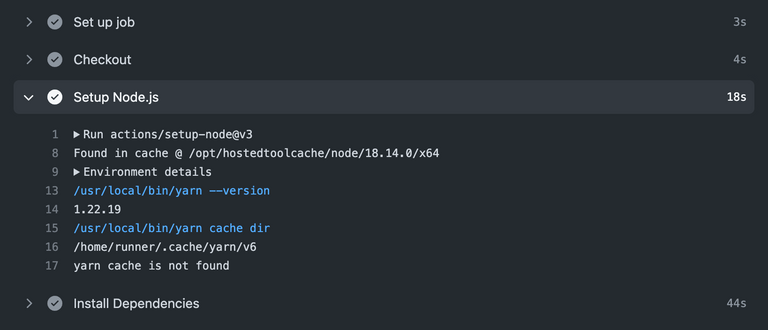 Set up job 3s
Checkout 4s
Setup Node.js 18s
1 Run actions/setup-node@v3
8 Found in cache @ /opt/hostedtoolcache/node/18.14.0/x64
9 Environment details
13 /usr/local/bin/yarn --version
14 1.22.19
15 /usr/local/bin/yarn cache dir
16 /home/runner/.cache/yarn/v6
17 yarn cache is not found
Install Dependencies 44s